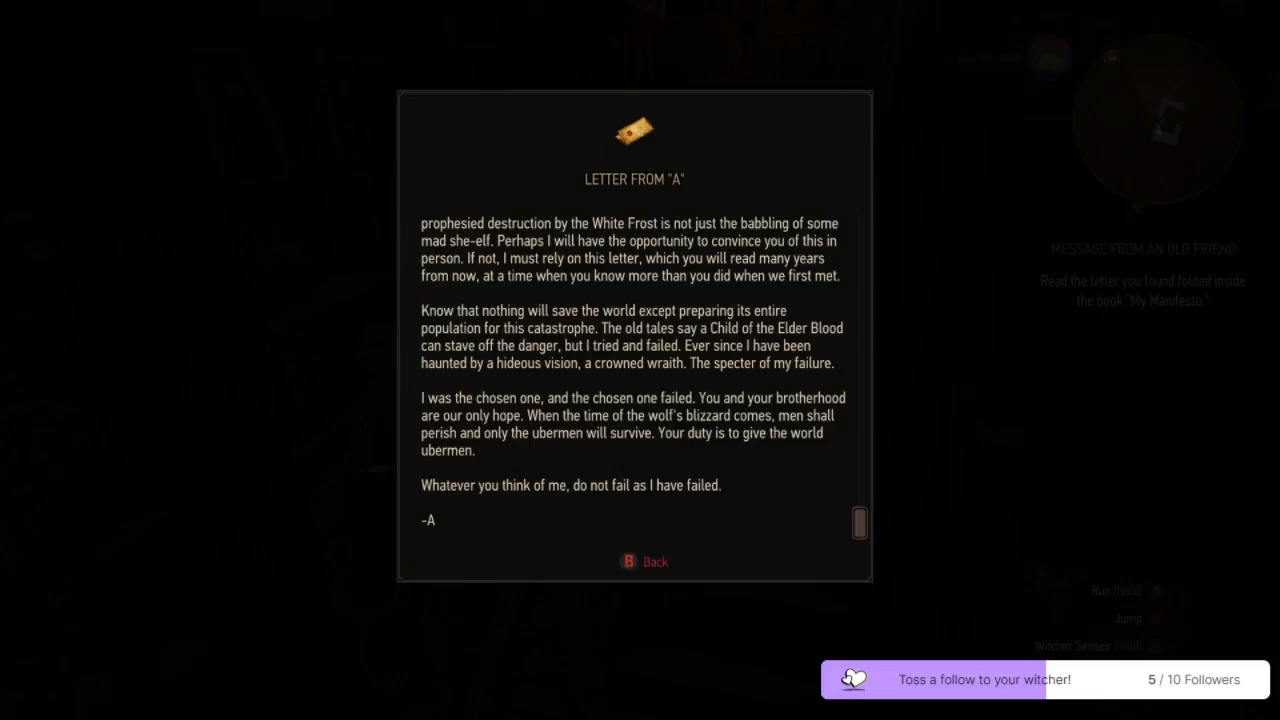 LETTER FROM "A"
prophesied destruction by the White Frost is not just the babbling of some
mad she-elf. Perhaps I will have the opportunity to convince you of this in
person. If not, I must rely on this letter, which you will read many years
from now, at a time when you know more than you did when we first met.
Know that nothing will save the world except preparing its entire
population for this catastrophe. The old tales say a Child of the Elder Blood
can stave off the danger, but I tried and failed. Ever since I have been
haunted by a hideous vision, a crowned wraith. The specter of my failure.
I was the chosen one, and the chosen one failed. You and your brotherhood
are our only hope. When the time of the wolf's blizzard comes, men shall
perish and only the ubermen will survive. Your duty is to give the world
ubermen.
Whatever you think of me, do not fail as I have failed.
-A
B Back
MESSAGE FROM AN OLD FRIEND
Read the letter you found folded inside
the book "My Manifesto."
Run (Hold)
Jump
Witcher Senses (Hold)
Toss a follow to your witcher! 5 / 10 Followers